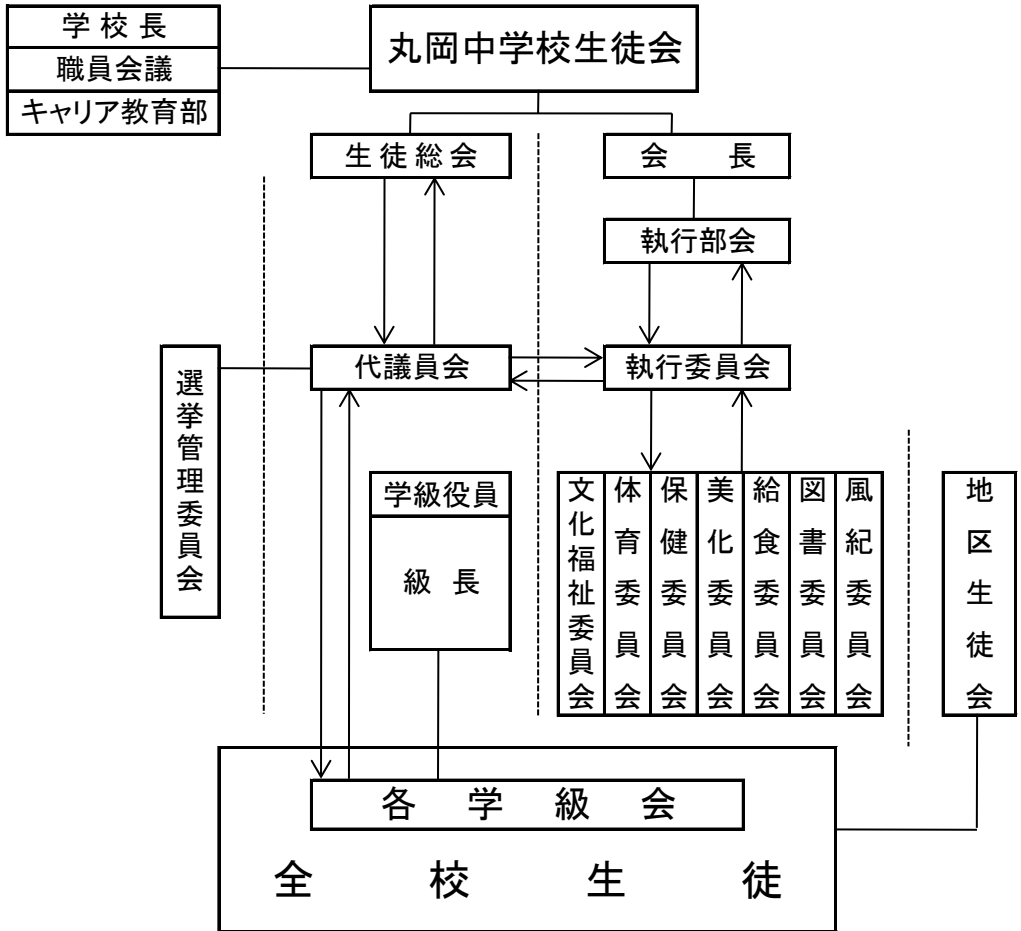 学校長
職員会議
キャリア教育部
丸岡中学校生徒会
生徒総会
会長
執行部会
代議員会
執行委員会
選挙管理委員会
学級役員
級長
文化福祉委員会
体育委員会
保健委員会
美化委員会
給食委員会
図書委員会
風紀委員会
地区生徒会
各学級会
全校生徒